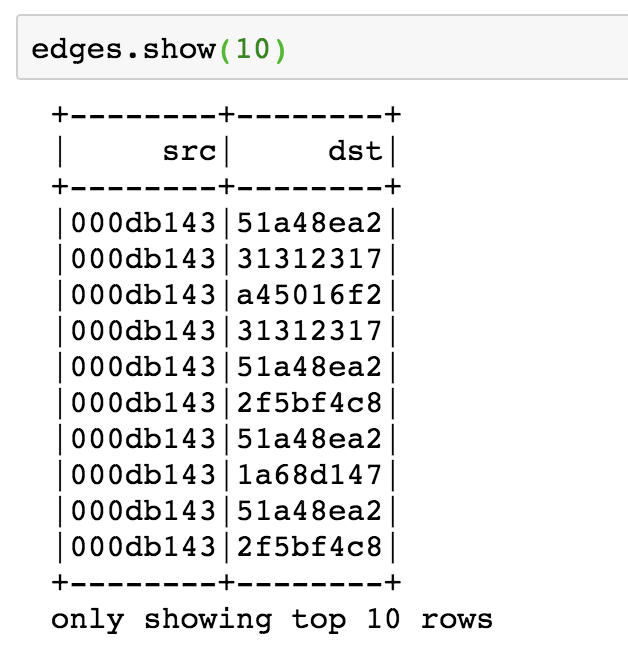 edges.show(10)
+--------+--------+
|     src|     dst|
+--------+--------+
|000db143|51a48ea2|
|000db143|31312317|
|000db143|a45016f2|
|000db143|31312317|
|000db143|51a48ea2|
|000db143|2f5bf4c8|
|000db143|51a48ea2|
|000db143|1a68d147|
|000db143|51a48ea2|
|000db143|2f5bf4c8|
+--------+--------+
only showing top 10 rows